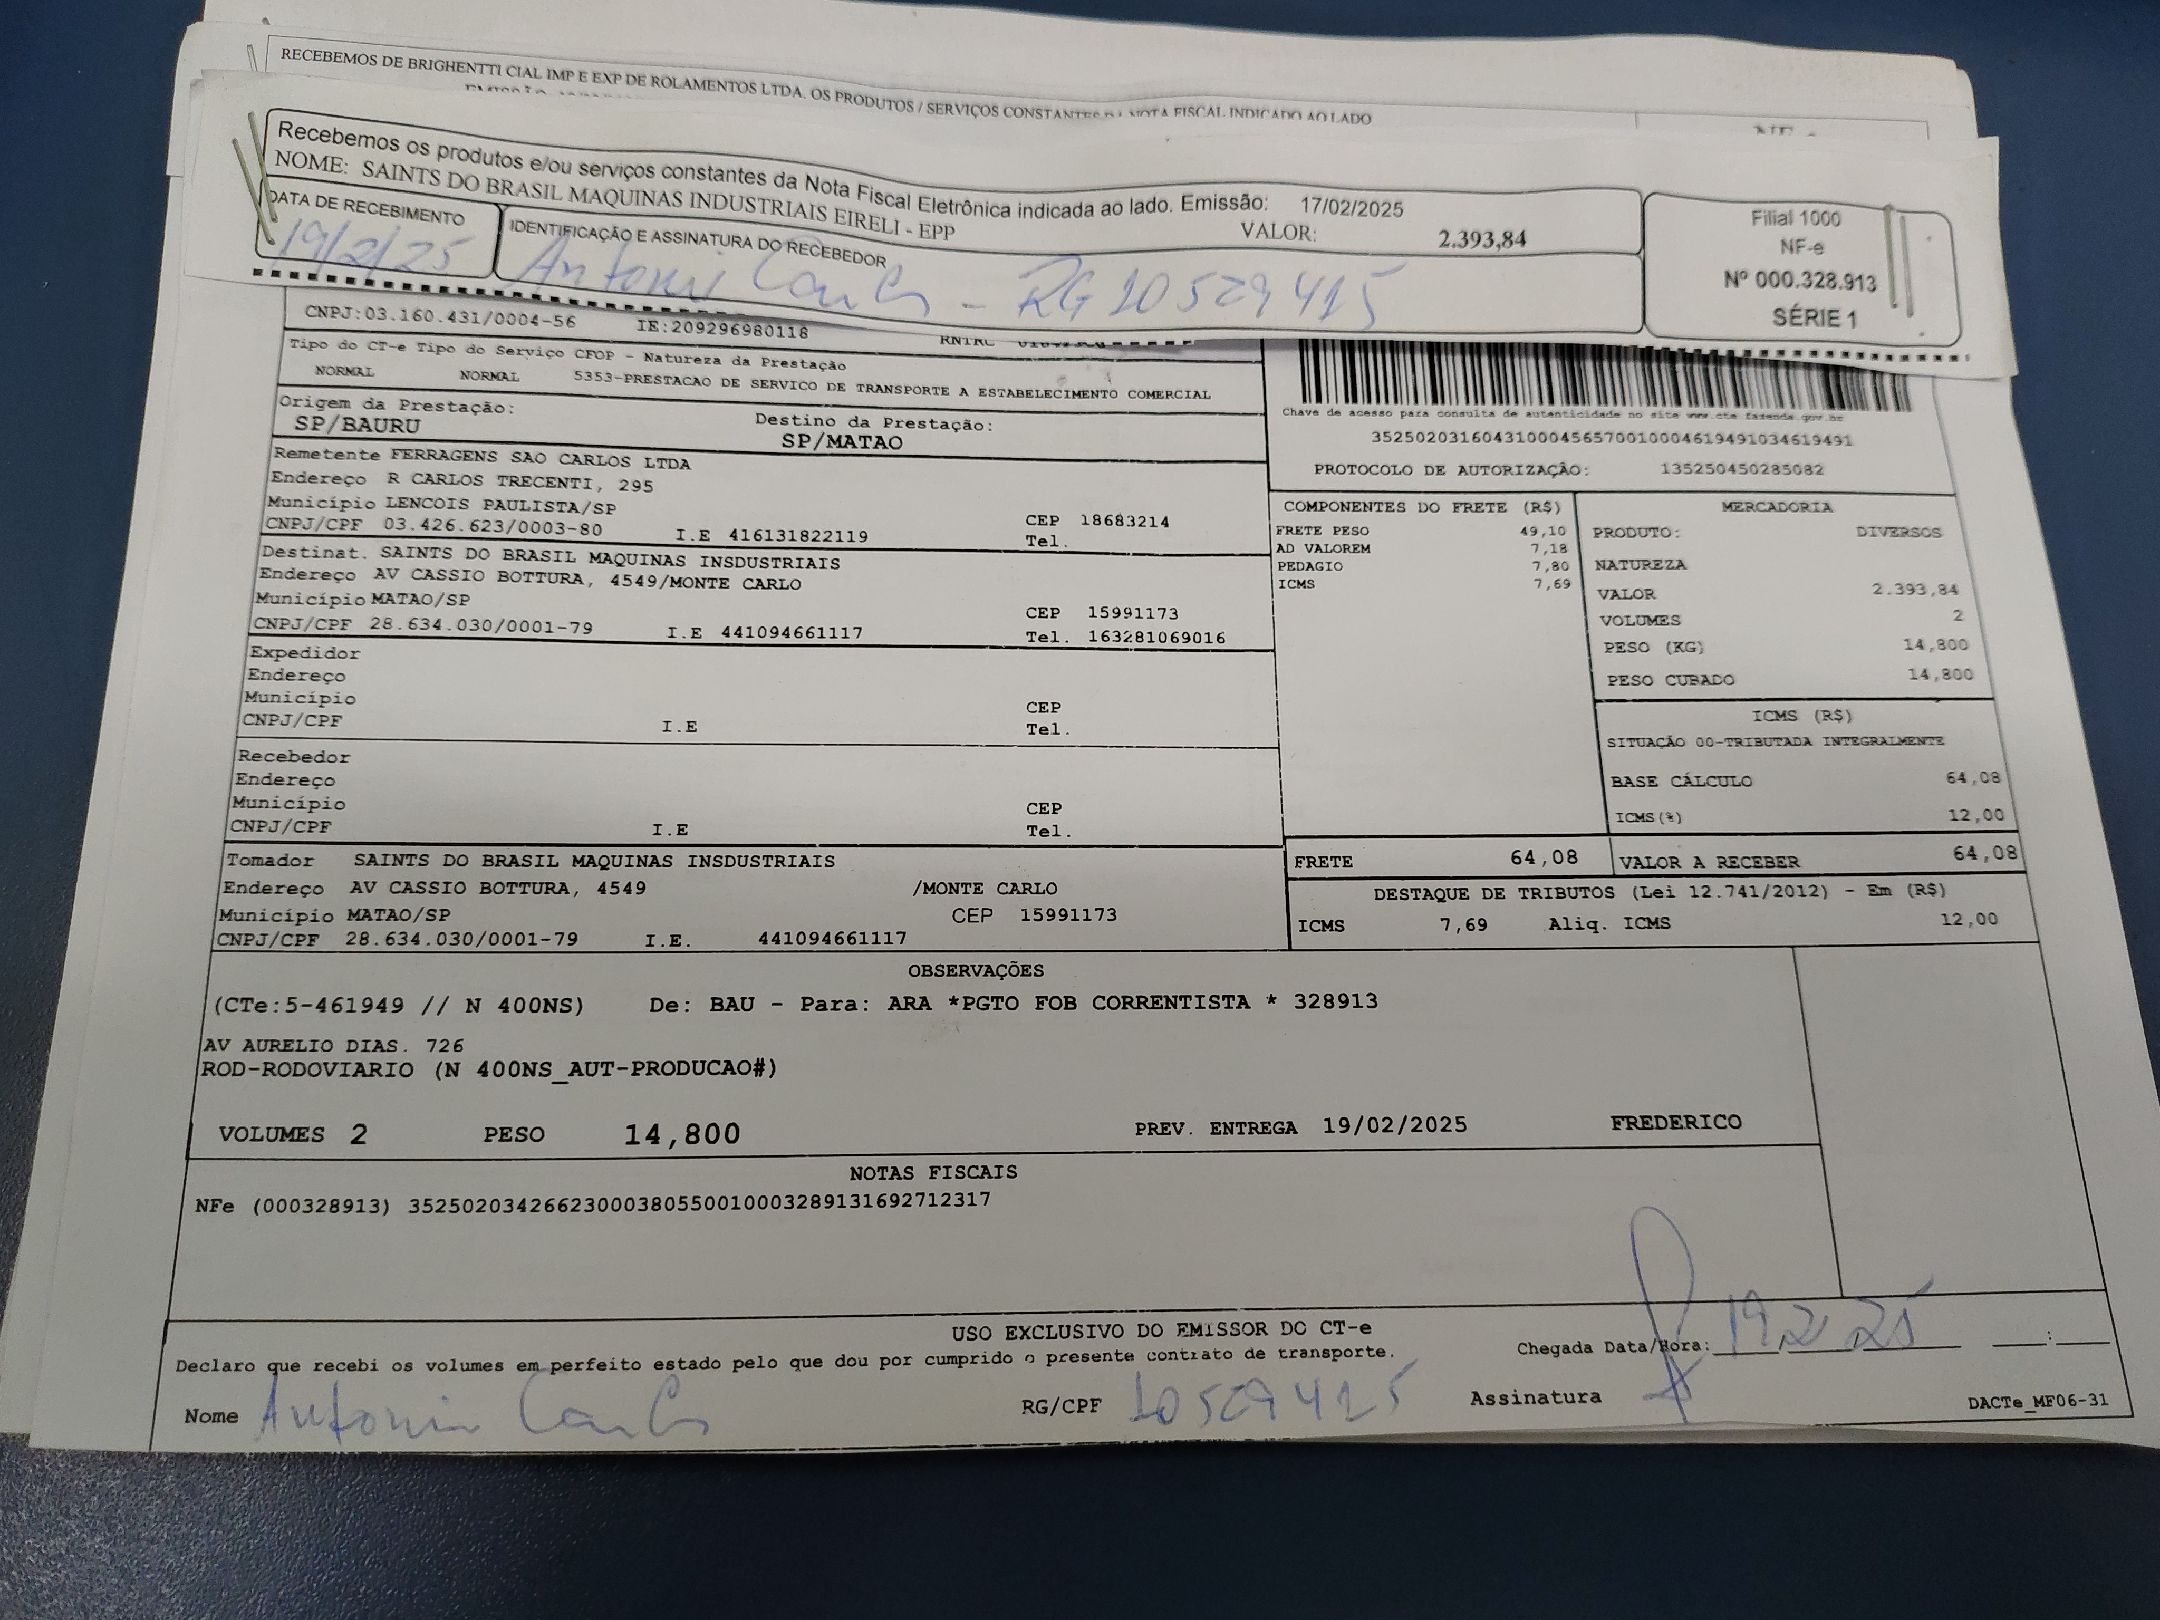 RECEBEMOS DE BRIGHENTTI CIAL IMP E EXP DE ROLAMENTOS LTDA. OS PRODUTOS / SERVIÇOS CONSTANTES DA NOTA FISCAL INDICADO AO LADO
Recebemos os produtos e/ou serviços constantes da Nota Fiscal Eletrônica indicada ao lado. Emissão: 17/02/2025
NOME: SAINTS DO BRASIL MAQUINAS INDUSTRIAIS EIRELI - EPP VALOR: 2.393,84
DATA DE RECEBIMENTO IDENTIFICAÇÃO E ASSINATURA DO RECEBEDOR
19/2/25 Antonio Carlos - RG 10529415
Filial 1000
NF-e
Nº 000.328.913
SÉRIE 1
CNPJ:03.160.431/0004-56 IE:209296980118 RNTRC
Tipo do CT-e Tipo do Serviço CFOP - Natureza da Prestação
NORMAL NORMAL 5353-PRESTACAO DE SERVICO DE TRANSPORTE A ESTABELECIMENTO COMERCIAL
Origem da Prestação: Destino da Prestação:
SP/BAURU SP/MATAO
Chave de acesso para consulta de autenticidade no site www.cte.fazenda.gov.br
35250203160431000456570010004619491034619491
PROTOCOLO DE AUTORIZAÇÃO: 135250450285082
Remetente FERRAGENS SAO CARLOS LTDA
Endereço R CARLOS TRECENTI, 295
Município LENCOIS PAULISTA/SP CEP 18683214
CNPJ/CPF 03.426.623/0003-80 I.E 416131822119 Tel.
Destinat. SAINTS DO BRASIL MAQUINAS INSDUSTRIAIS
Endereço AV CASSIO BOTTURA, 4549/MONTE CARLO
Município MATAO/SP CEP 15991173
CNPJ/CPF 28.634.030/0001-79 I.E 441094661117 Tel. 163281069016
Expedidor
Endereço
Município CEP
CNPJ/CPF I.E Tel.
Recebedor
Endereço
Município CEP
CNPJ/CPF I.E Tel.
Tomador SAINTS DO BRASIL MAQUINAS INSDUSTRIAIS
Endereço AV CASSIO BOTTURA, 4549 /MONTE CARLO
Município MATAO/SP CEP 15991173
CNPJ/CPF 28.634.030/0001-79 I.E. 441094661117
COMPONENTES DO FRETE (R$)
FRETE PESO 49,10
AD VALOREM 7,18
PEDAGIO 7,80
ICMS 7,69
MERCADORIA
PRODUTO: DIVERSOS
NATUREZA
VALOR 2.393,84
VOLUMES 2
PESO (KG) 14,800
PESO CUBADO 14,800
ICMS (R$)
SITUAÇÃO 00-TRIBUTADA INTEGRALMENTE
BASE CÁLCULO 64,08
ICMS(%) 12,00
FRETE 64,08 VALOR A RECEBER 64,08
DESTAQUE DE TRIBUTOS (Lei 12.741/2012) - Em (R$)
ICMS 7,69 Aliq. ICMS 12,00
OBSERVAÇÕES
(CTe:5-461949 // N 400NS) De: BAU - Para: ARA *PGTO FOB CORRENTISTA * 328913
AV AURELIO DIAS. 726
ROD-RODOVIARIO (N 400NS_AUT-PRODUCAO#)
VOLUMES 2 PESO 14,800 PREV. ENTREGA 19/02/2025 FREDERICO
NOTAS FISCAIS
NFe (000328913) 35250203426623000380550010003289131692712317
USO EXCLUSIVO DO EMISSOR DO CT-e
Declaro que recebi os volumes em perfeito estado pelo que dou por cumprido o presente contrato de transporte. Chegada Data/Hora: 19 2 25 __:__
Nome Antonio Carlos RG/CPF 10529415 Assinatura
DACTe_MF06-31